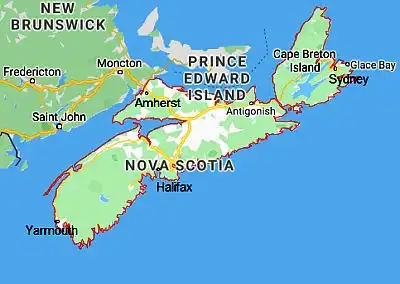 NEW
BRUNSWICK
PRINCE
EDWARD
ISLAND
Cape Breton
Island
Glace Bay
Sydney
Moncton
Fredericton
Amherst
Antigonish
Saint John
NOVA SCOTIA
Halifax
Yarmouth